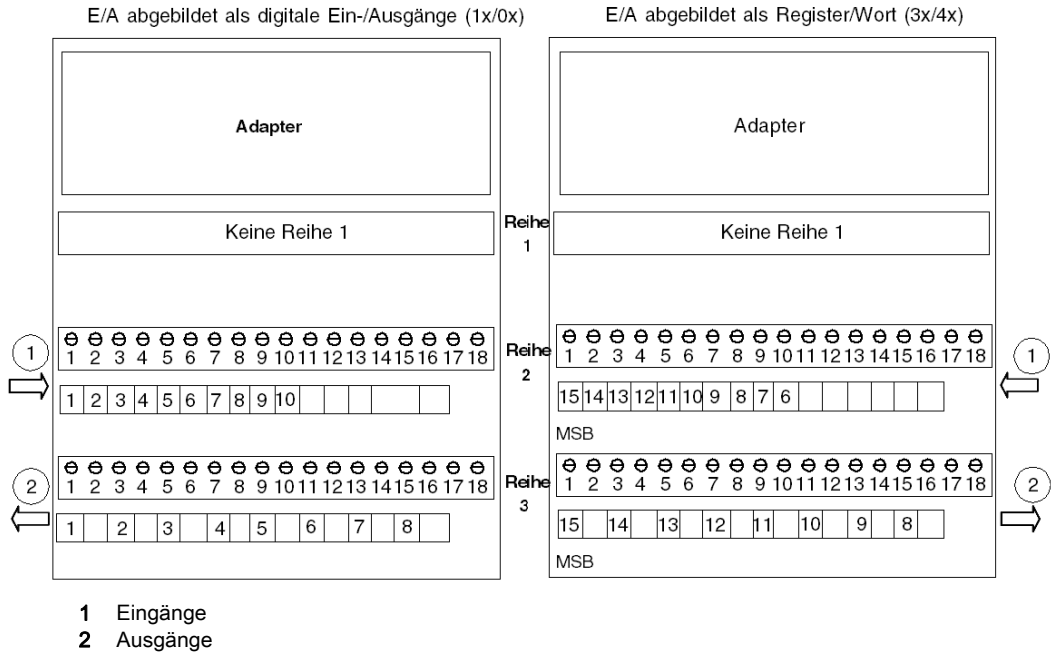 E/A abgebildet als digitale Ein-/Ausgänge (1x/0x)
E/A abgebildet als Register/Wort (3x/4x)
Adapter
Adapter
Keine Reihe 1
Reihe
1
Keine Reihe 1
1
1 2 3 4 5 6 7 8 9 10 11 12 13 14 15 16 17 18
Reihe
2
1 2 3 4 5 6 7 8 9 10 11 12 13 14 15 16 17 18
1
1 2 3 4 5 6 7 8 9 10
15 14 13 12 11 10 9 8 7 6
MSB
2
1 2 3 4 5 6 7 8 9 10 11 12 13 14 15 16 17 18
Reihe
3
1 2 3 4 5 6 7 8 9 10 11 12 13 14 15 16 17 18
2
1 2 3 4 5 6 7 8
15 14 13 12 11 10 9 8
MSB
1 Eingänge
2 Ausgänge